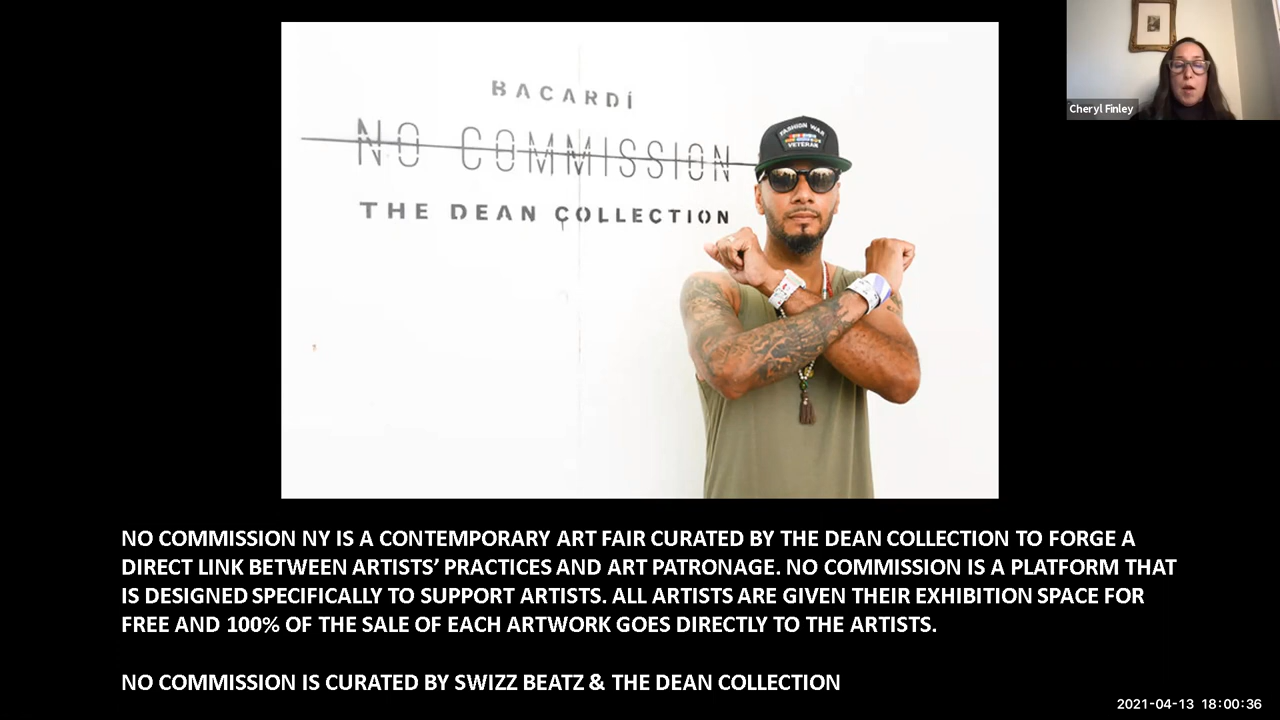 BACARDÍ
NO COMMISSION
THE DEAN COLLECTION
FASHION WAR
VETERAN
Cheryl Finley
NO COMMISSION NY IS A CONTEMPORARY ART FAIR CURATED BY THE DEAN COLLECTION TO FORGE A
DIRECT LINK BETWEEN ARTISTS’ PRACTICES AND ART PATRONAGE. NO COMMISSION IS A PLATFORM THAT
IS DESIGNED SPECIFICALLY TO SUPPORT ARTISTS. ALL ARTISTS ARE GIVEN THEIR EXHIBITION SPACE FOR
FREE AND 100% OF THE SALE OF EACH ARTWORK GOES DIRECTLY TO THE ARTISTS.
NO COMMISSION IS CURATED BY SWIZZ BEATZ & THE DEAN COLLECTION
2021-04-13 18:00:36